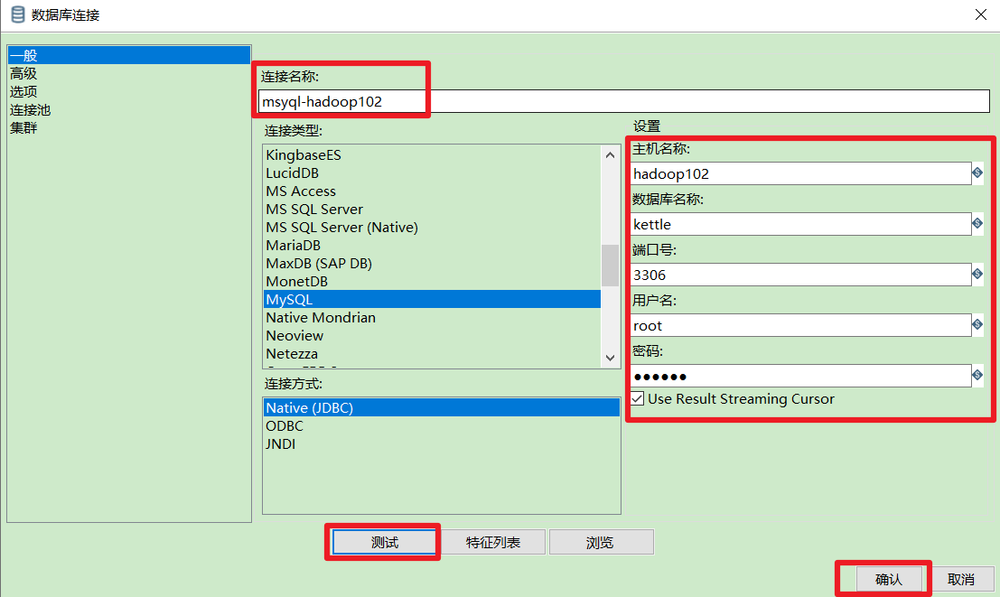 数据库连接
一般
高级
选项
连接池
集群
连接名称:
msyql-hadoop102
连接类型:
KingbaseES
LucidDB
MS Access
MS SQL Server
MS SQL Server (Native)
MariaDB
MaxDB (SAP DB)
MonetDB
MySQL
Native Mondrian
Neoview
Netezza
连接方式:
Native (JDBC)
ODBC
JNDI
设置
主机名称:
hadoop102
数据库名称:
kettle
端口号:
3306
用户名:
root
密码:
●●●●●●
Use Result Streaming Cursor
测试
特征列表
浏览
确认
取消